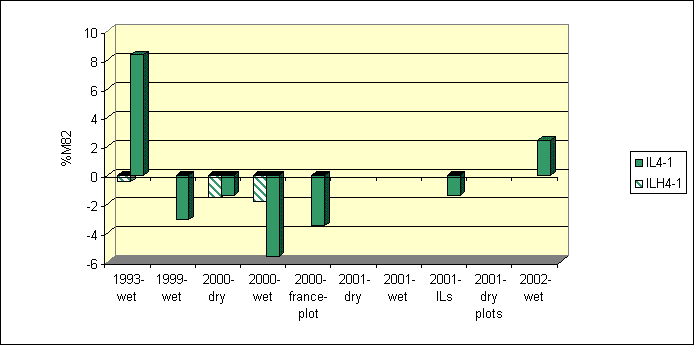 10
8
6
4
2
0
-2
-4
-6
%M82
1993-
wet
1999-
wet
2000-
dry
2000-
wet
2000-
france-
plot
2001-
dry
2001-
wet
2001-
ILs
2001-
dry
plots
2002-
wet
IL4-1
ILH4-1